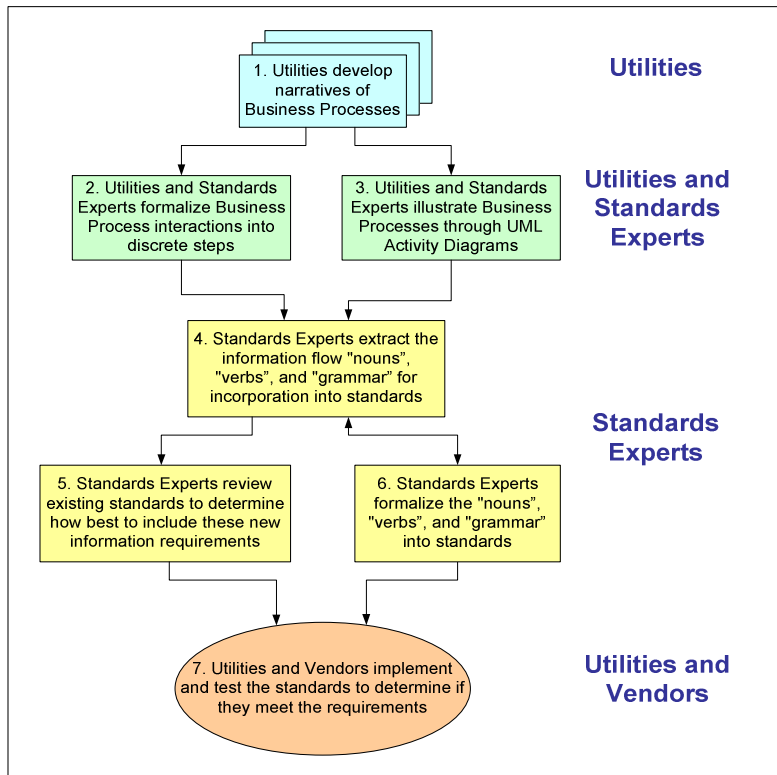 1. Utilities develop
narratives of
Business Processes
Utilities
2. Utilities and Standards
Experts formalize Business
Process interactions into
discrete steps
3. Utilities and Standards
Experts illustrate Business
Processes through UML
Activity Diagrams
Utilities and
Standards
Experts
4. Standards Experts extract the
information flow "nouns”,
"verbs”, and "grammar” for
incorporation into standards
Standards
Experts
5. Standards Experts review
existing standards to determine
how best to include these new
information requirements
6. Standards Experts
formalize the "nouns”,
"verbs”, and "grammar”
into standards
7. Utilities and Vendors implement
and test the standards to determine if
they meet the requirements
Utilities and
Vendors